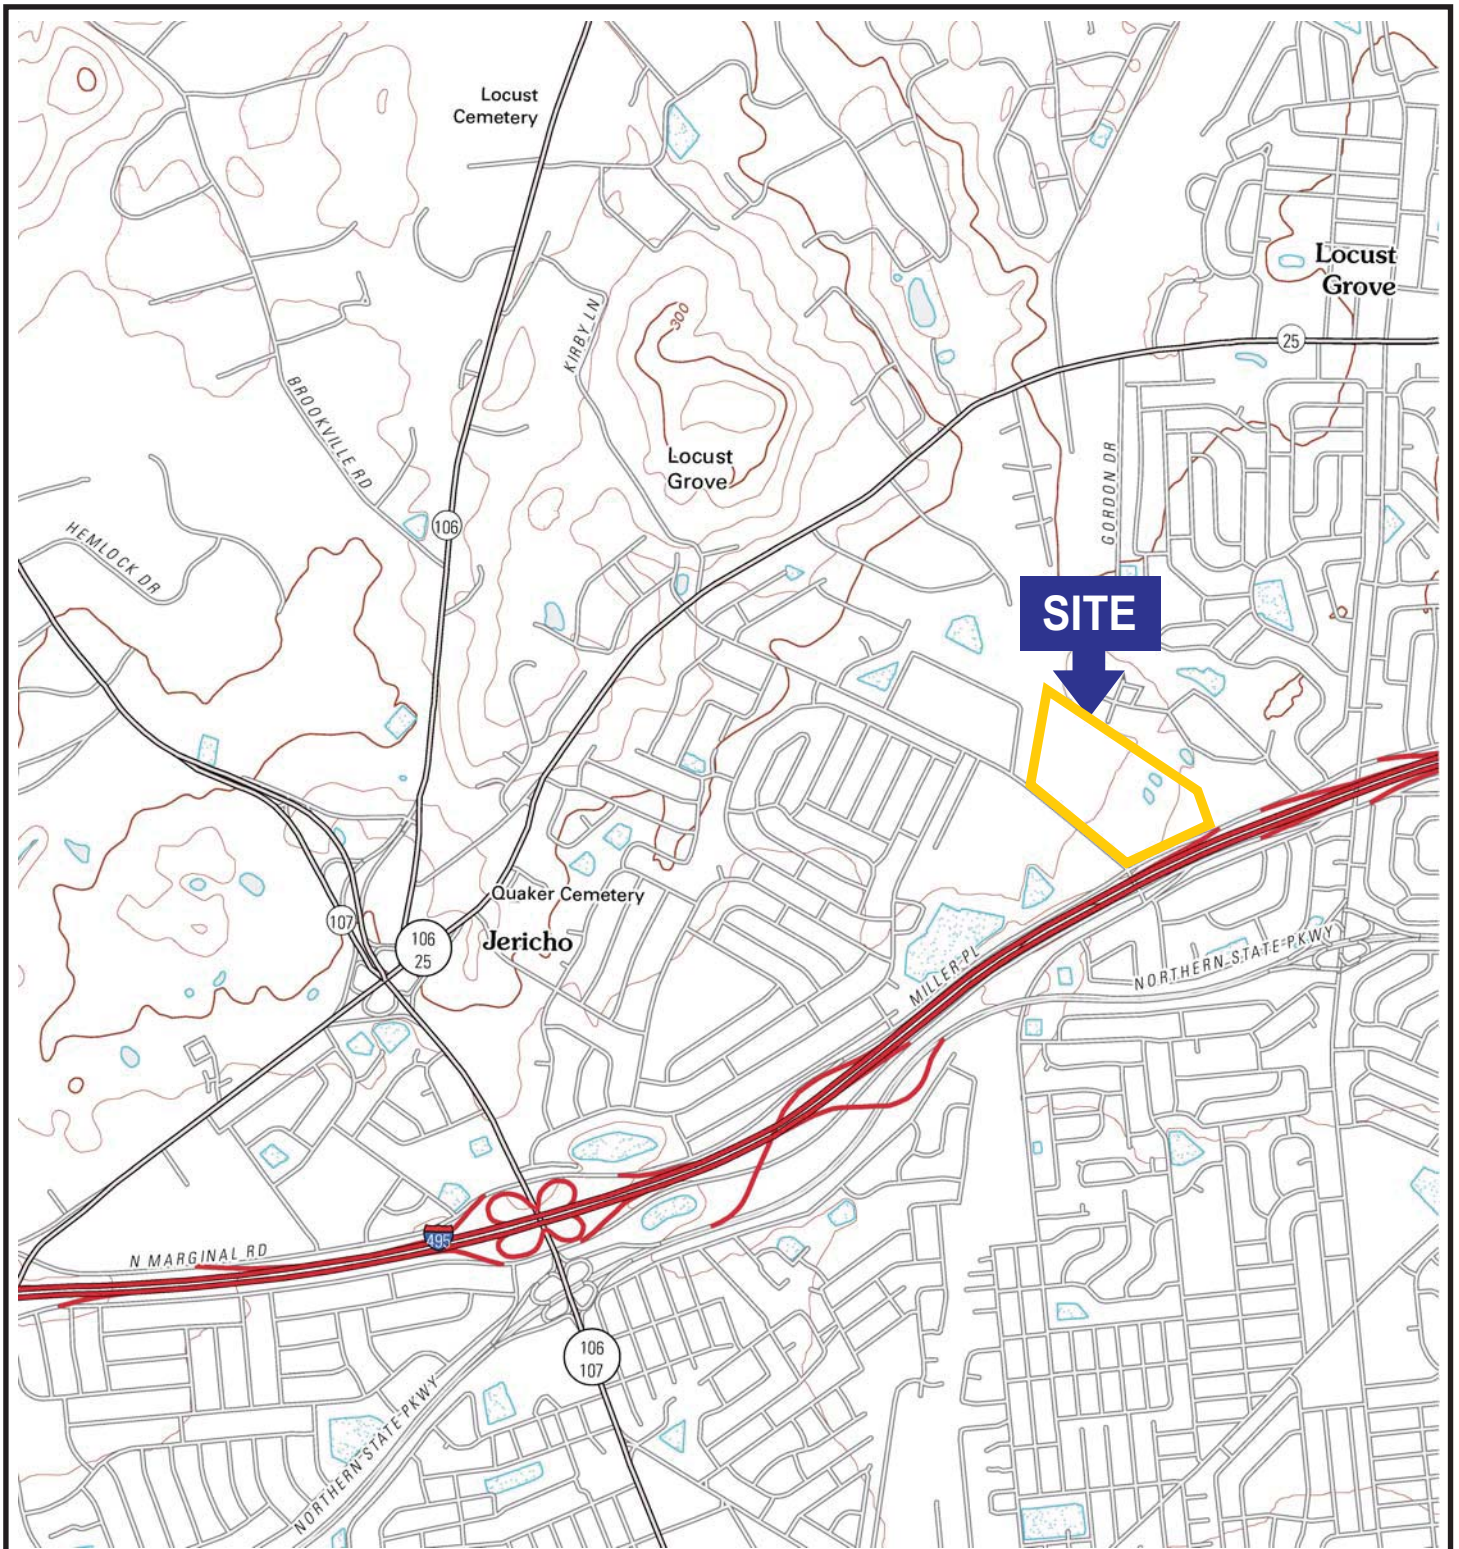 Locust
Cemetery
Locust
Grove
300
KIRBY LN
25
BROOKVILLE RD
Locust
Grove
GORDON DR
106
HEMLOCK DR
SITE
Quaker Cemetery
107
106
25
Jericho
MILLER PL
NORTHERN STATE PKWY
495
N MARGINAL RD
106
107
NORTHERN STATE PKWY